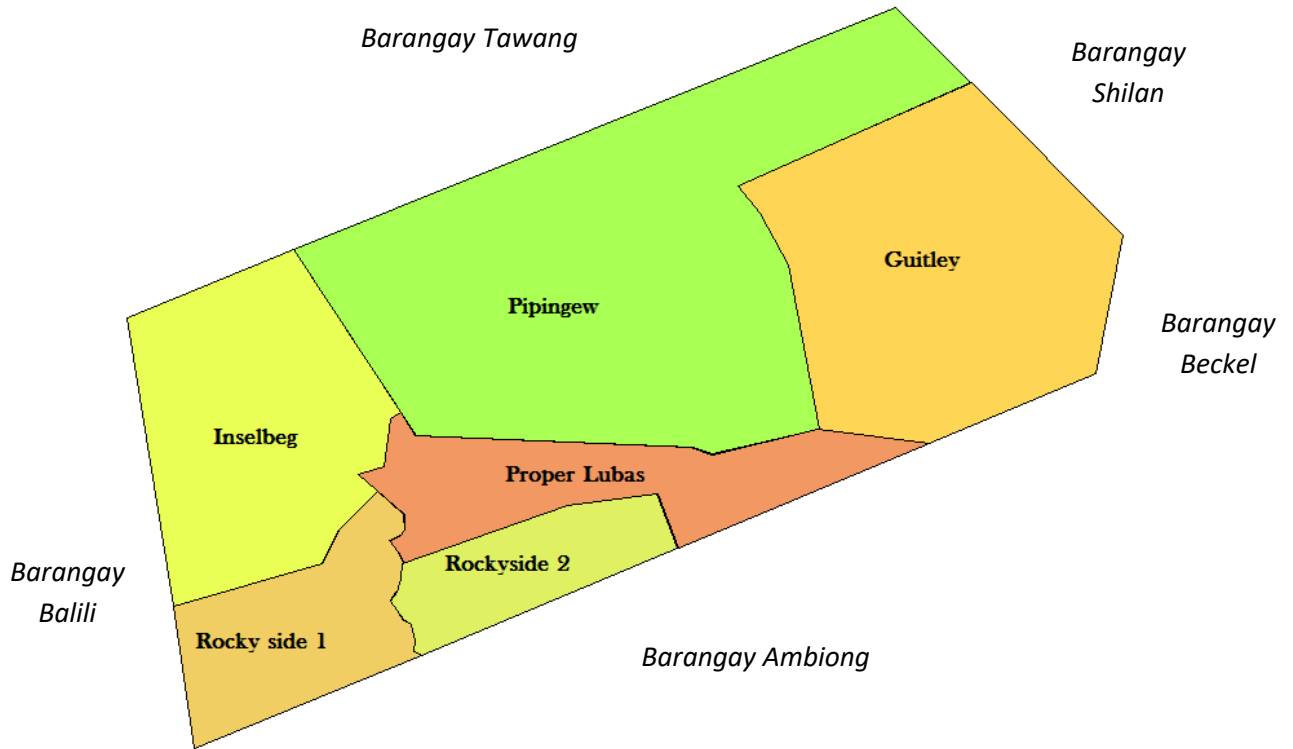 Barangay Tawang
Barangay
Shilan
Guitley
Pipingew
Barangay
Beckel
Inselbeg
Proper Lubas
Rockyside 2
Barangay
Balili
Rocky side 1
Barangay Ambiong